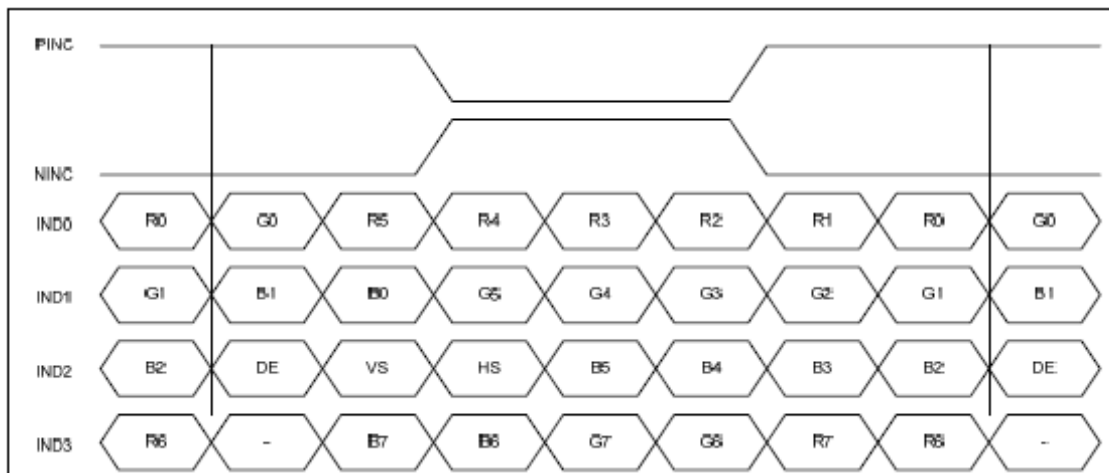 PINC
NINC
IND0 R0 G0 R5 R4 R3 R2 R1 R0 G0
IND1 G1 B1 B0 G5 G4 G3 G2 G1 B1
IND2 B2 DE VS HS B5 B4 B3 B2 DE
IND3 R6 - B7 B6 G7 G6 R7 R6 -